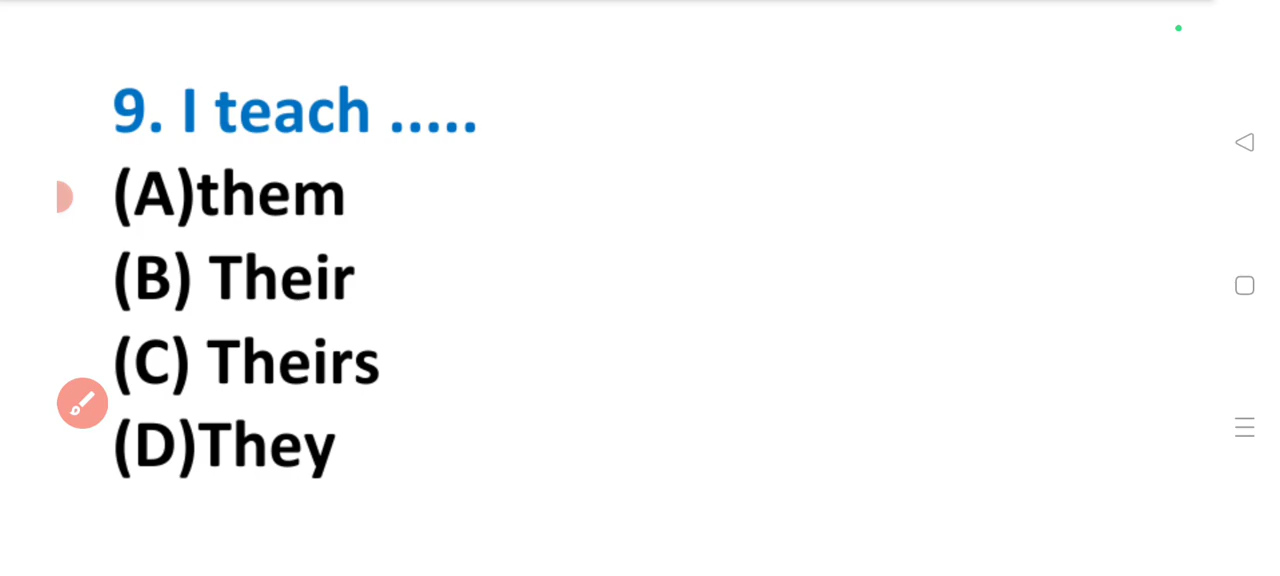 9. I teach .....
(A)them
(B) Their
(C) Theirs
(D)They